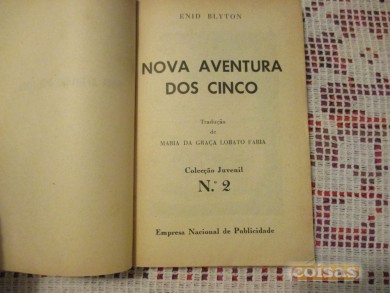 ENID BLYTON
NOVA AVENTURA
DOS CINCO
Tradução
de
MARIA DA GRAÇA LOBATO FARIA
Colecção Juvenil
N.º 2
Empresa Nacional de Publicidade
coisas